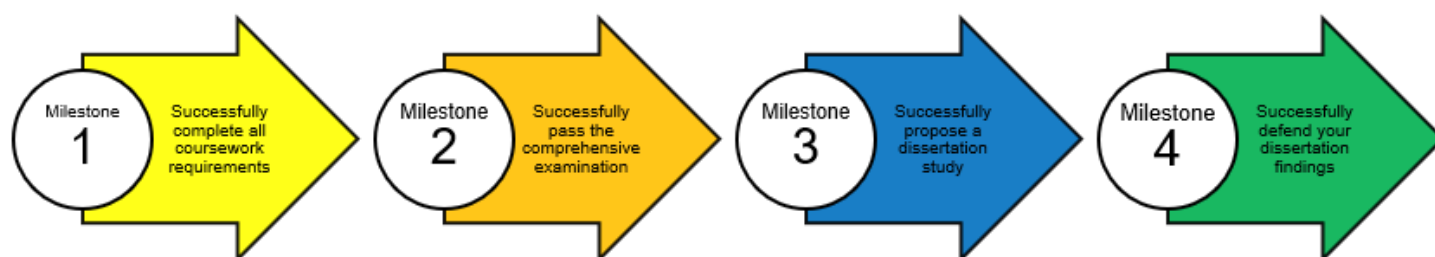 Milestone
1
Successfully
complete all
coursework
requirements
Milestone
2
Successfully
pass the
comprehensive
examination
Milestone
3
Successfully
propose a
dissertation
study
Milestone
4
Successfully
defend your
dissertation
findings